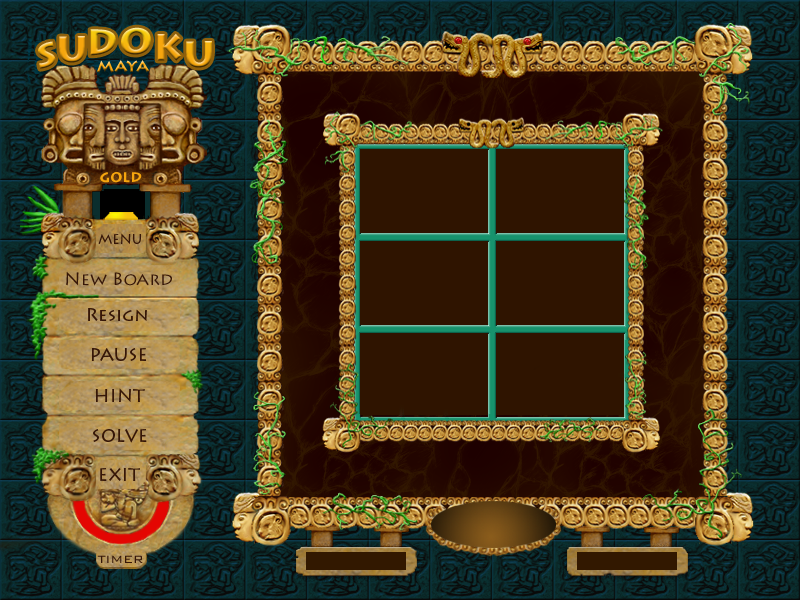 SUDOKU
MAYA
GOLD
MENU
NEW BOARD
RESIGN
PAUSE
HINT
SOLVE
EXIT
TIMER